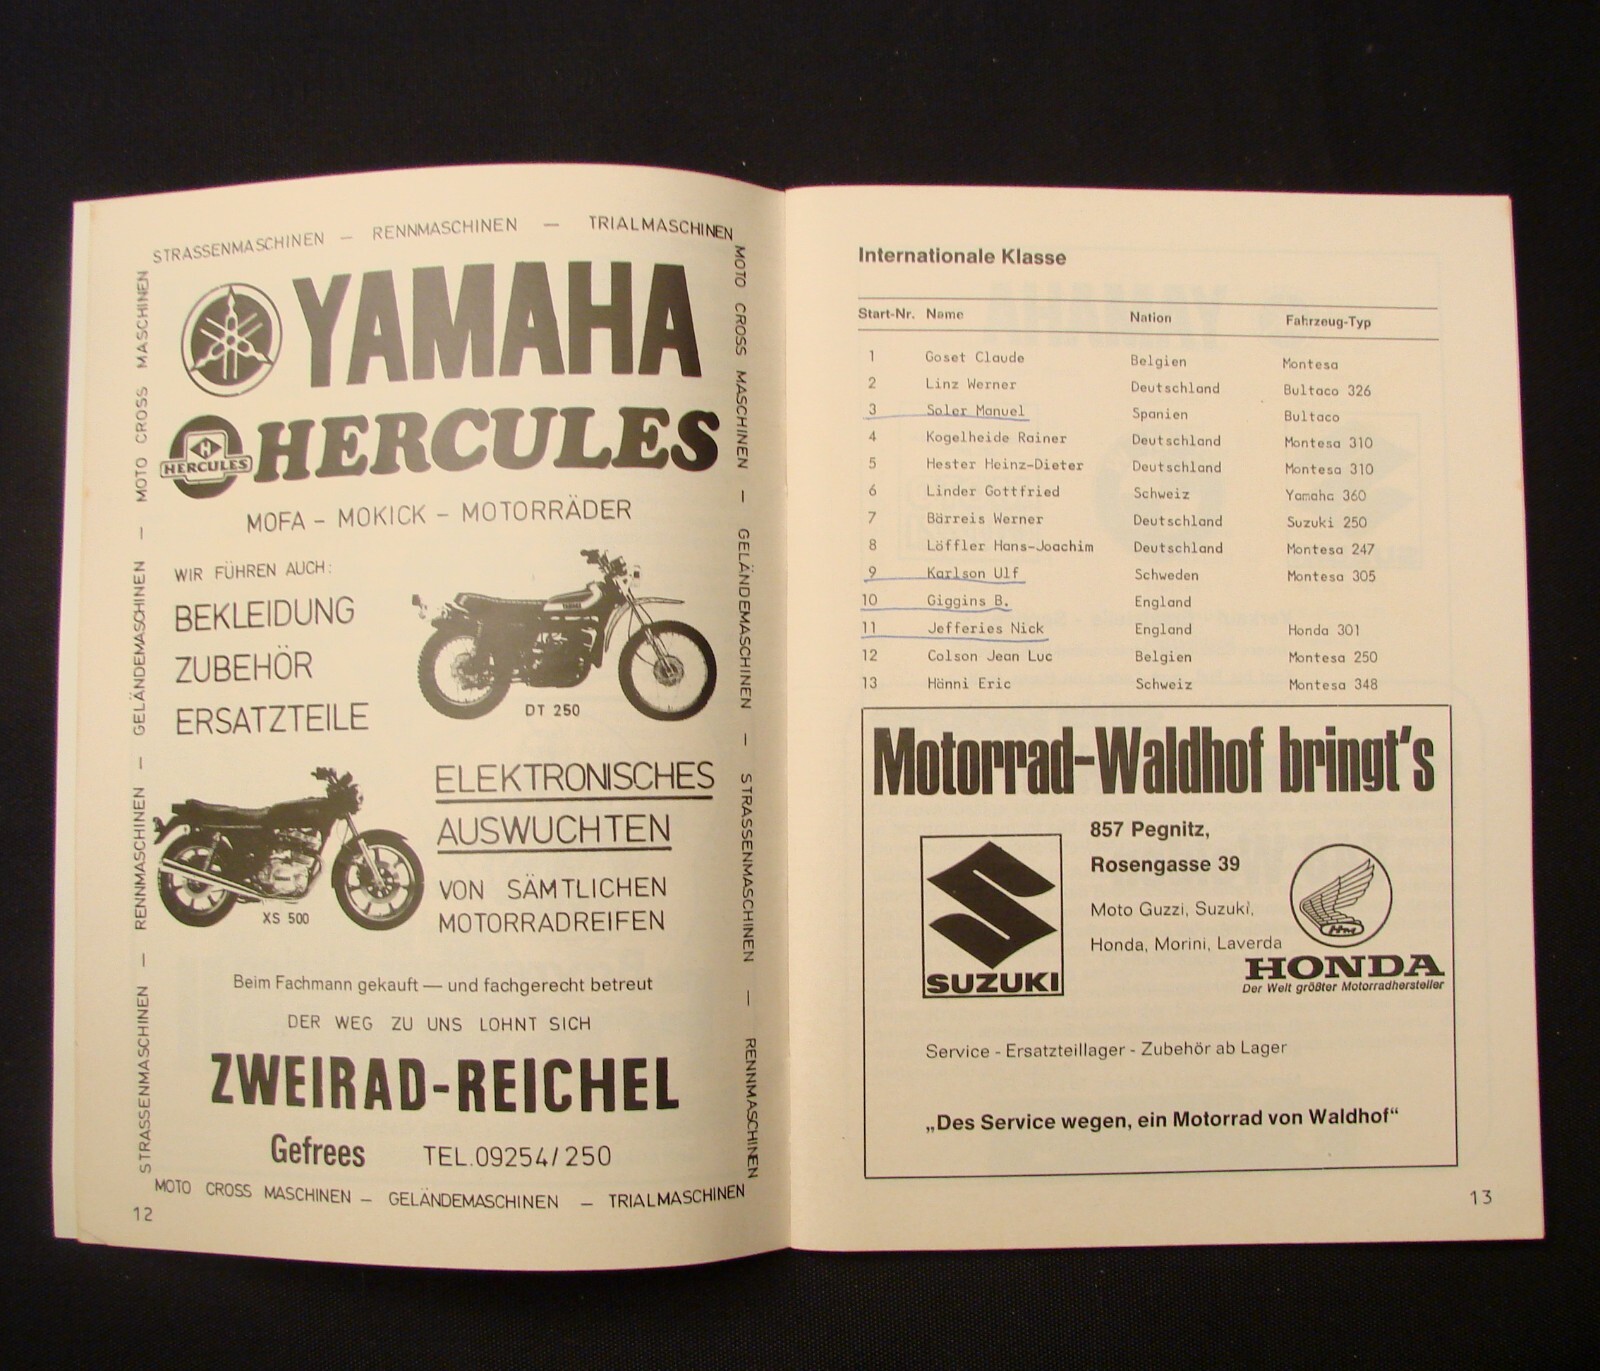 STRASSENMASCHINEN — RENNMASCHINEN — TRIALMASCHINEN
MOTO CROSS MASCHINEN — GELÄNDEMASCHINEN — STRASSENMASCHINEN — RENNMASCHINEN
STRASSENMASCHINEN — RENNMASCHINEN — GELÄNDEMASCHINEN — MOTO CROSS MASCHINEN
YAMAHA
HERCULES
HERCULES
MOFA – MOKICK – MOTORRÄDER
WIR FÜHREN AUCH:
BEKLEIDUNG
ZUBEHÖR
ERSATZTEILE
YAMAHA
DT 250
ELEKTRONISCHES
AUSWUCHTEN
VON SÄMTLICHEN
MOTORRADREIFEN
XS 500
Beim Fachmann gekauft — und fachgerecht betreut
DER WEG ZU UNS LOHNT SICH
ZWEIRAD-REICHEL
Gefrees TEL.09254/250
MOTO CROSS MASCHINEN — GELÄNDEMASCHINEN — TRIALMASCHINEN
12
Internationale Klasse
Start-Nr. Name Nation Fahrzeug-Typ
1 Goset Claude Belgien Montesa
2 Linz Werner Deutschland Bultaco 326
3 Soler Manuel Spanien Bultaco
4 Kogelheide Rainer Deutschland Montesa 310
5 Hester Heinz-Dieter Deutschland Montesa 310
6 Linder Gottfried Schweiz Yamaha 360
7 Bärreis Werner Deutschland Suzuki 250
8 Löffler Hans-Joachim Deutschland Montesa 247
9 Karlson Ulf Schweden Montesa 305
10 Giggins B. England
11 Jefferies Nick England Honda 301
12 Colson Jean Luc Belgien Montesa 250
13 Hänni Eric Schweiz Montesa 348
Motorrad-Waldhof bringt's
857 Pegnitz,
Rosengasse 39
Moto Guzzi, Suzuki,
Honda, Morini, Laverda
SUZUKI
HM
HONDA
Der Welt größter Motorradhersteller
Service - Ersatzteillager - Zubehör ab Lager
„Des Service wegen, ein Motorrad von Waldhof“
13